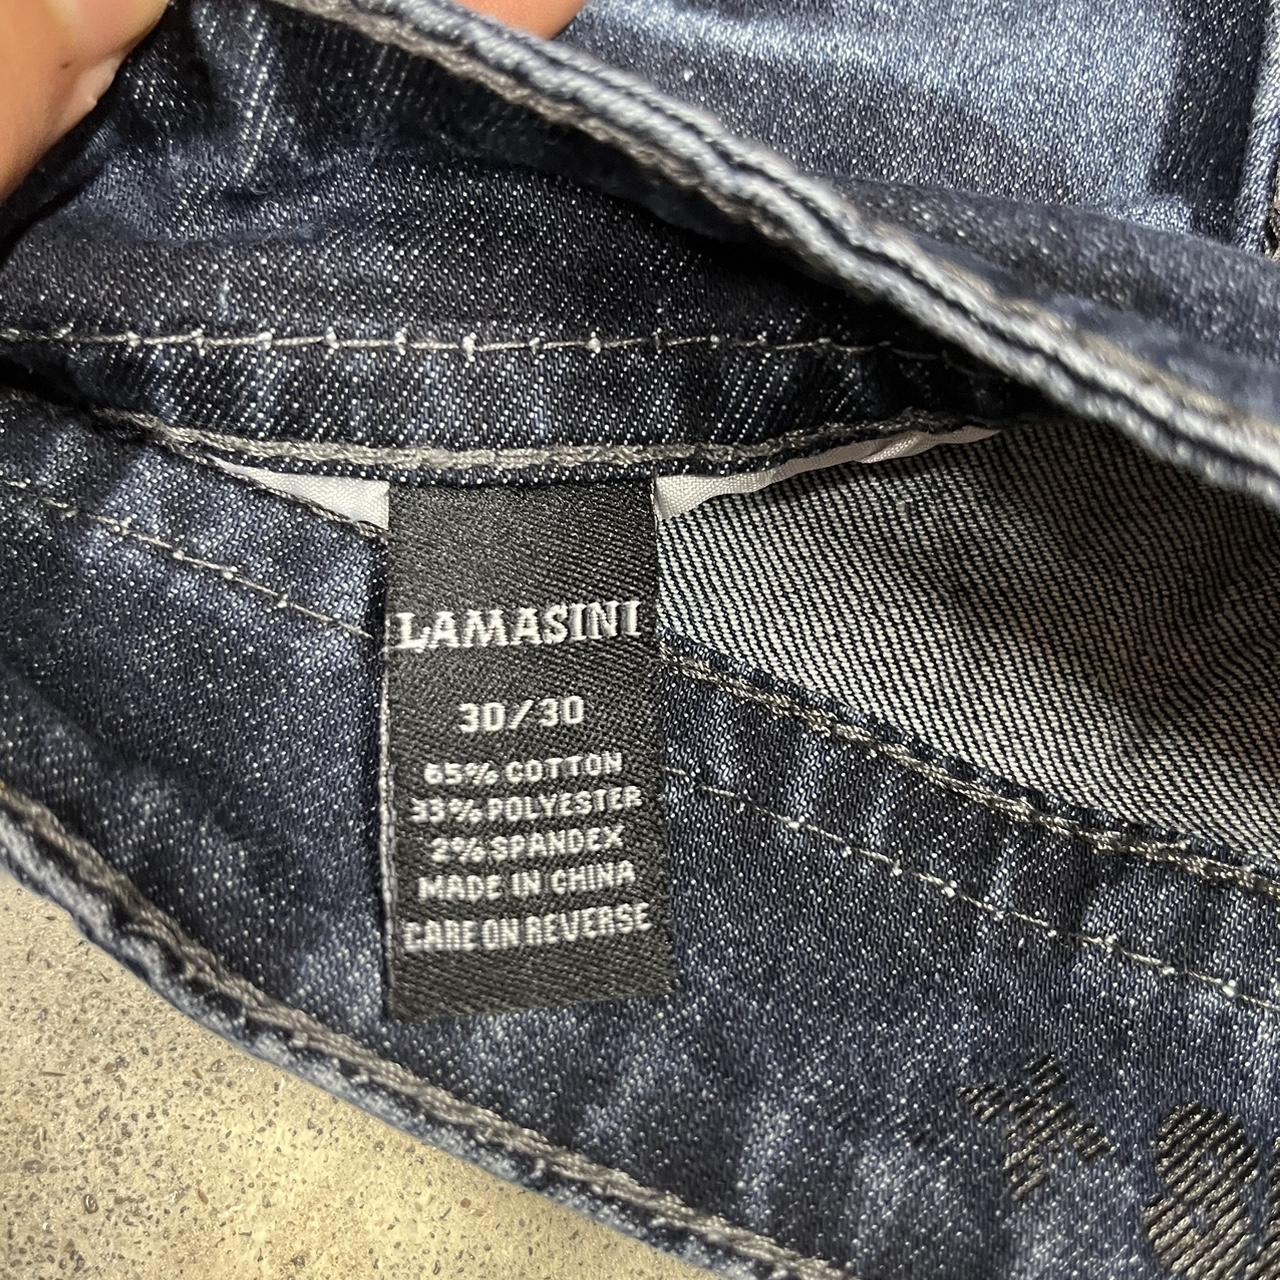 LAMASINI
30/30
65% COTTON
33% POLYESTER
2% SPANDEX
MADE IN CHINA
CARE ON REVERSE